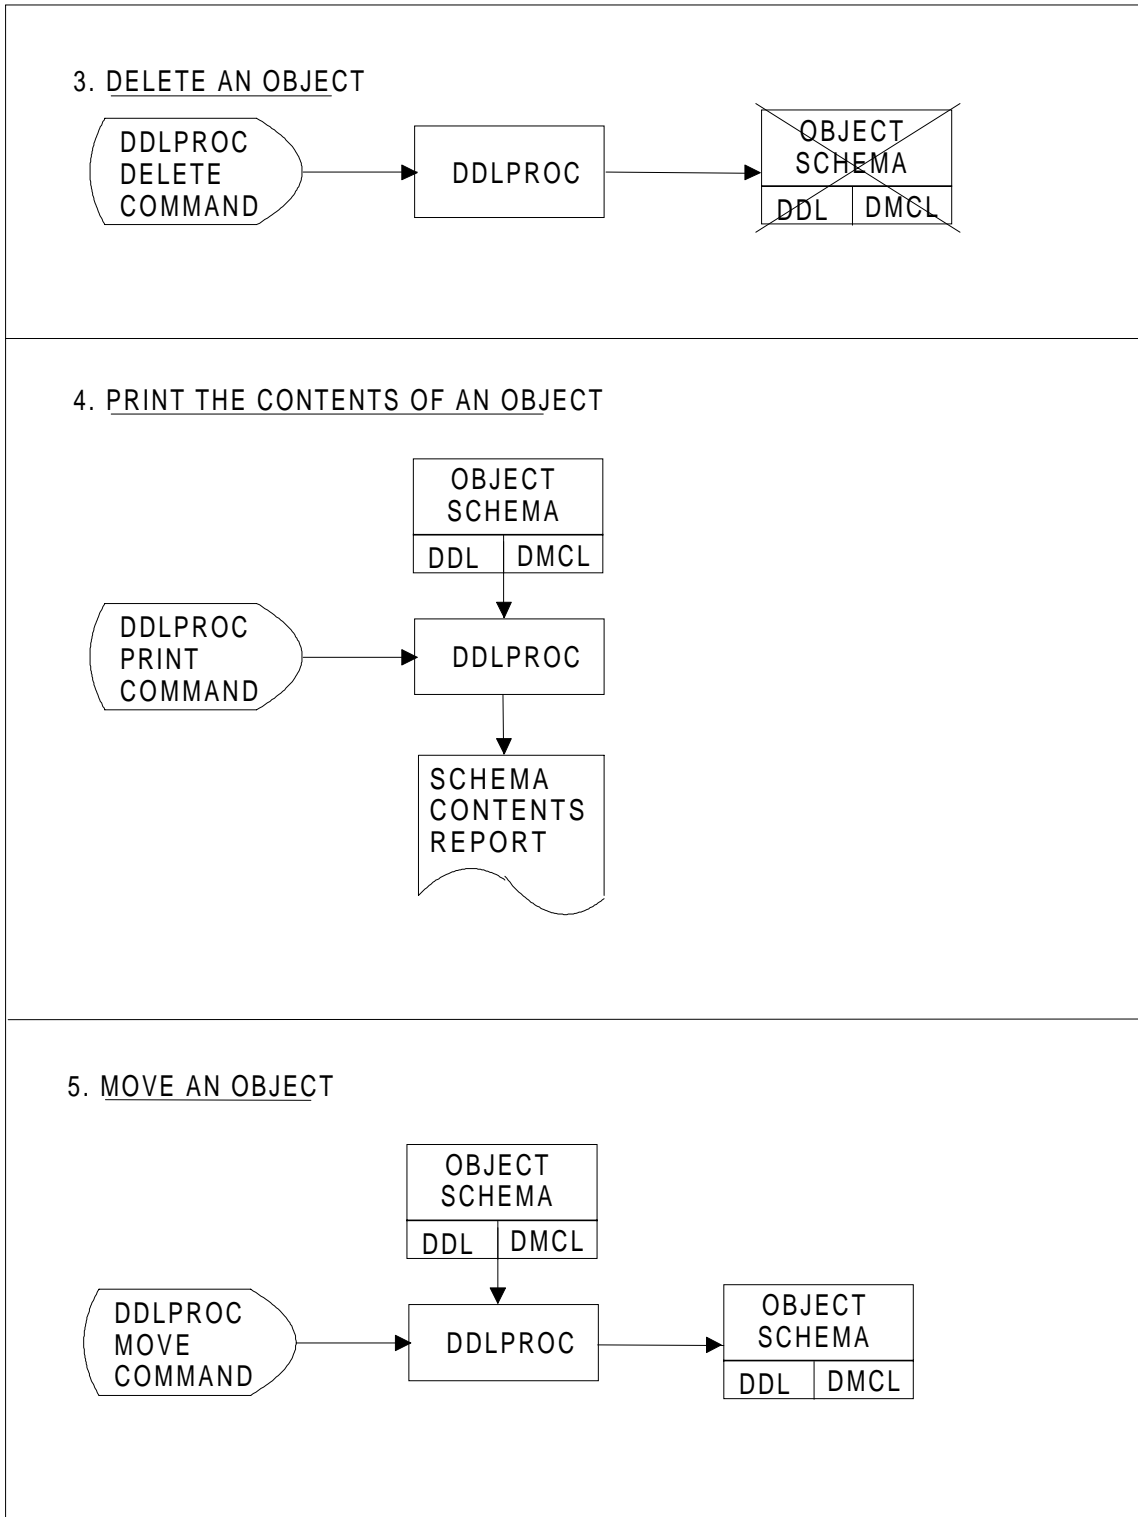 3. DELETE AN OBJECT
DDLPROC
DELETE
COMMAND
DDLPROC
OBJECT
SCHEMA
DDL
DMCL
4. PRINT THE CONTENTS OF AN OBJECT
OBJECT
SCHEMA
DDL
DMCL
DDLPROC
PRINT
COMMAND
DDLPROC
SCHEMA
CONTENTS
REPORT
5. MOVE AN OBJECT
OBJECT
SCHEMA
DDL
DMCL
DDLPROC
MOVE
COMMAND
DDLPROC
OBJECT
SCHEMA
DDL
DMCL